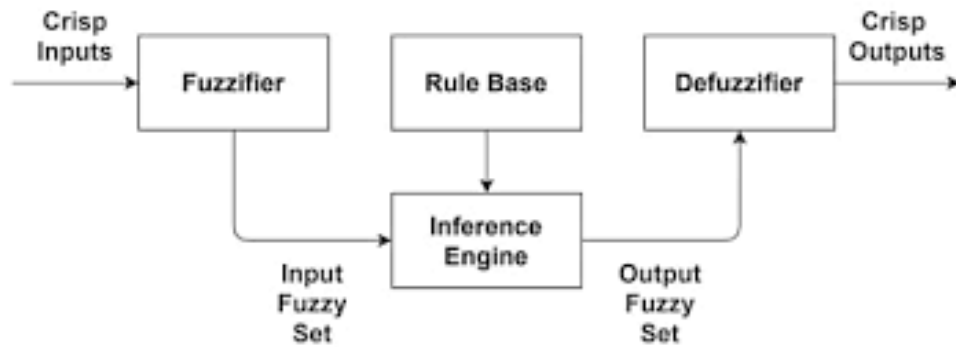 Crisp
Inputs
Fuzzifier
Rule Base
Defuzzifier
Crisp
Outputs
Inference
Engine
Input
Fuzzy
Set
Output
Fuzzy
Set